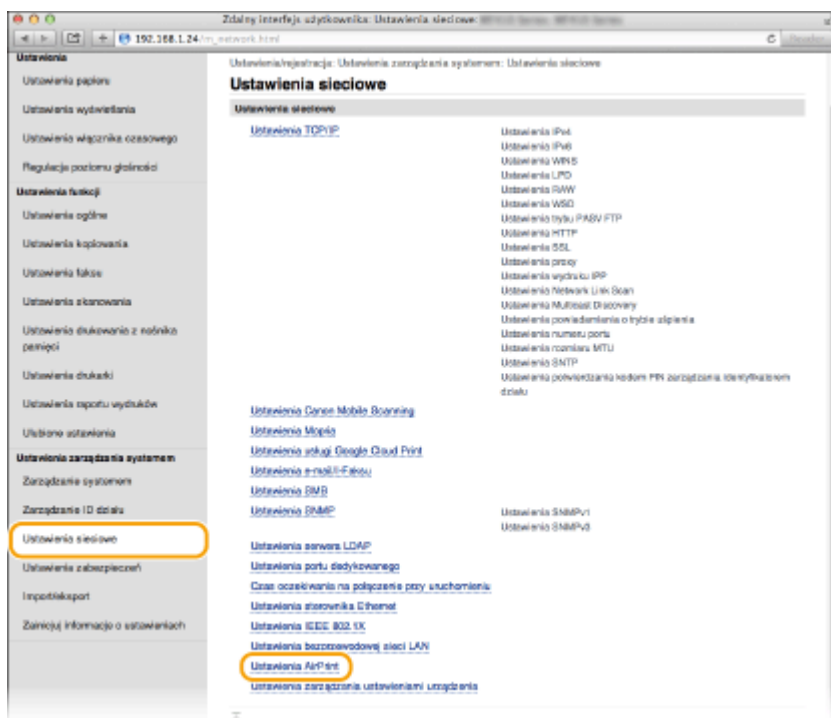 Zdalny interfejs użytkownika: Ustawienia sieciowe:
192.168.1.24/m_network.html
Reader
Ustawienia
Ustawienia papieru
Ustawienia wyświetlania
Ustawienia włącznika czasowego
Regulacja poziomu głośności
Ustawienia funkcji
Ustawienia ogólne
Ustawienia kopiowania
Ustawienia faksu
Ustawienia skanowania
Ustawienia drukowania z nośnika
pamięci
Ustawienia drukarki
Ustawienia raportu wydruków
Ulubione ustawienia
Ustawienia zarządzania systemem
Zarządzanie systemem
Zarządzanie ID działu
Ustawienia sieciowe
Ustawienia zabezpieczeń
Import/eksport
Zainicjuj informacje o ustawieniach
Ustawienia/rejestracja: Ustawienia zarządzania systemem: Ustawienia sieciowe
Ustawienia sieciowe
Ustawienia sieciowe
Ustawienia TCP/IP
Ustawienia IPv4
Ustawienia IPv6
Ustawienia WINS
Ustawienia LPD
Ustawienia RAW
Ustawienia WSD
Ustawienia trybu PASV FTP
Ustawienia HTTP
Ustawienia SSL
Ustawienia proxy
Ustawienia wydruku IPP
Ustawienia Network Link Scan
Ustawienia Multicast Discovery
Ustawienia powiadamiania o trybie uśpienia
Ustawienia numeru portu
Ustawienia rozmiaru MTU
Ustawienia SNTP
Ustawienia potwierdzania kodem PIN zarządzania identyfikatorem
działu
Ustawienia Canon Mobile Scanning
Ustawienia Mopria
Ustawienia usługi Google Cloud Print
Ustawienia e-mail/I-Faksu
Ustawienia SMB
Ustawienia SNMP
Ustawienia SNMPv1
Ustawienia SNMPv3
Ustawienia serwera LDAP
Ustawienia portu dedykowanego
Czas oczekiwania na połączenie przy uruchomieniu
Ustawienia sterownika Ethernet
Ustawienia IEEE 802.1X
Ustawienia bezprzewodowej sieci LAN
Ustawienia AirPrint
Ustawienia zarządzania ustawieniami urządzenia